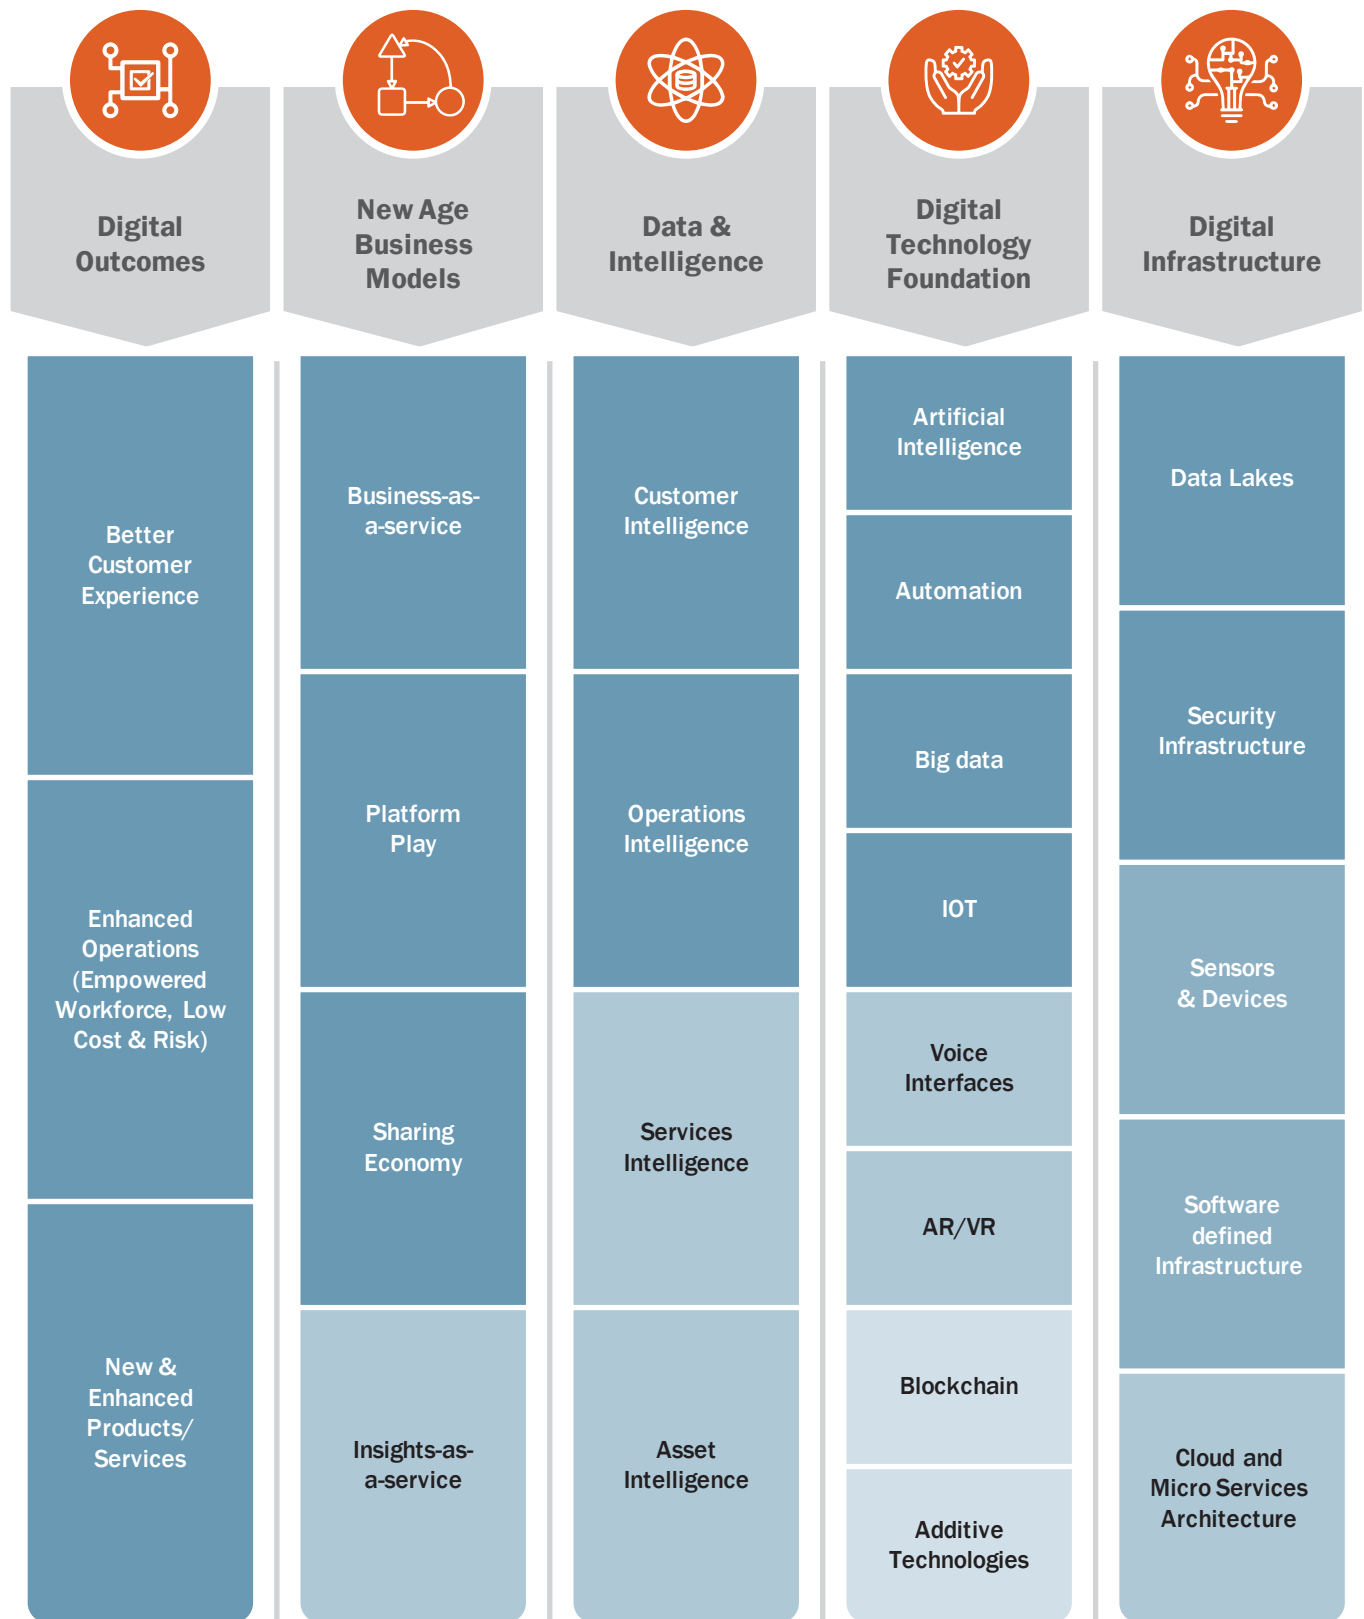 Digital
Outcomes
New Age
Business
Models
Data &
Intelligence
Digital
Technology
Foundation
Digital
Infrastructure
Better
Customer
Experience
Enhanced
Operations
(Empowered
Workforce, Low
Cost & Risk)
New &
Enhanced
Products/
Services
Business-as-
a-service
Platform
Play
Sharing
Economy
Insights-as-
a-service
Customer
Intelligence
Operations
Intelligence
Services
Intelligence
Asset
Intelligence
Artificial
Intelligence
Automation
Big data
IOT
Voice
Interfaces
AR/VR
Blockchain
Additive
Technologies
Data Lakes
Security
Infrastructure
Sensors
& Devices
Software
defined
Infrastructure
Cloud and
Micro Services
Architecture